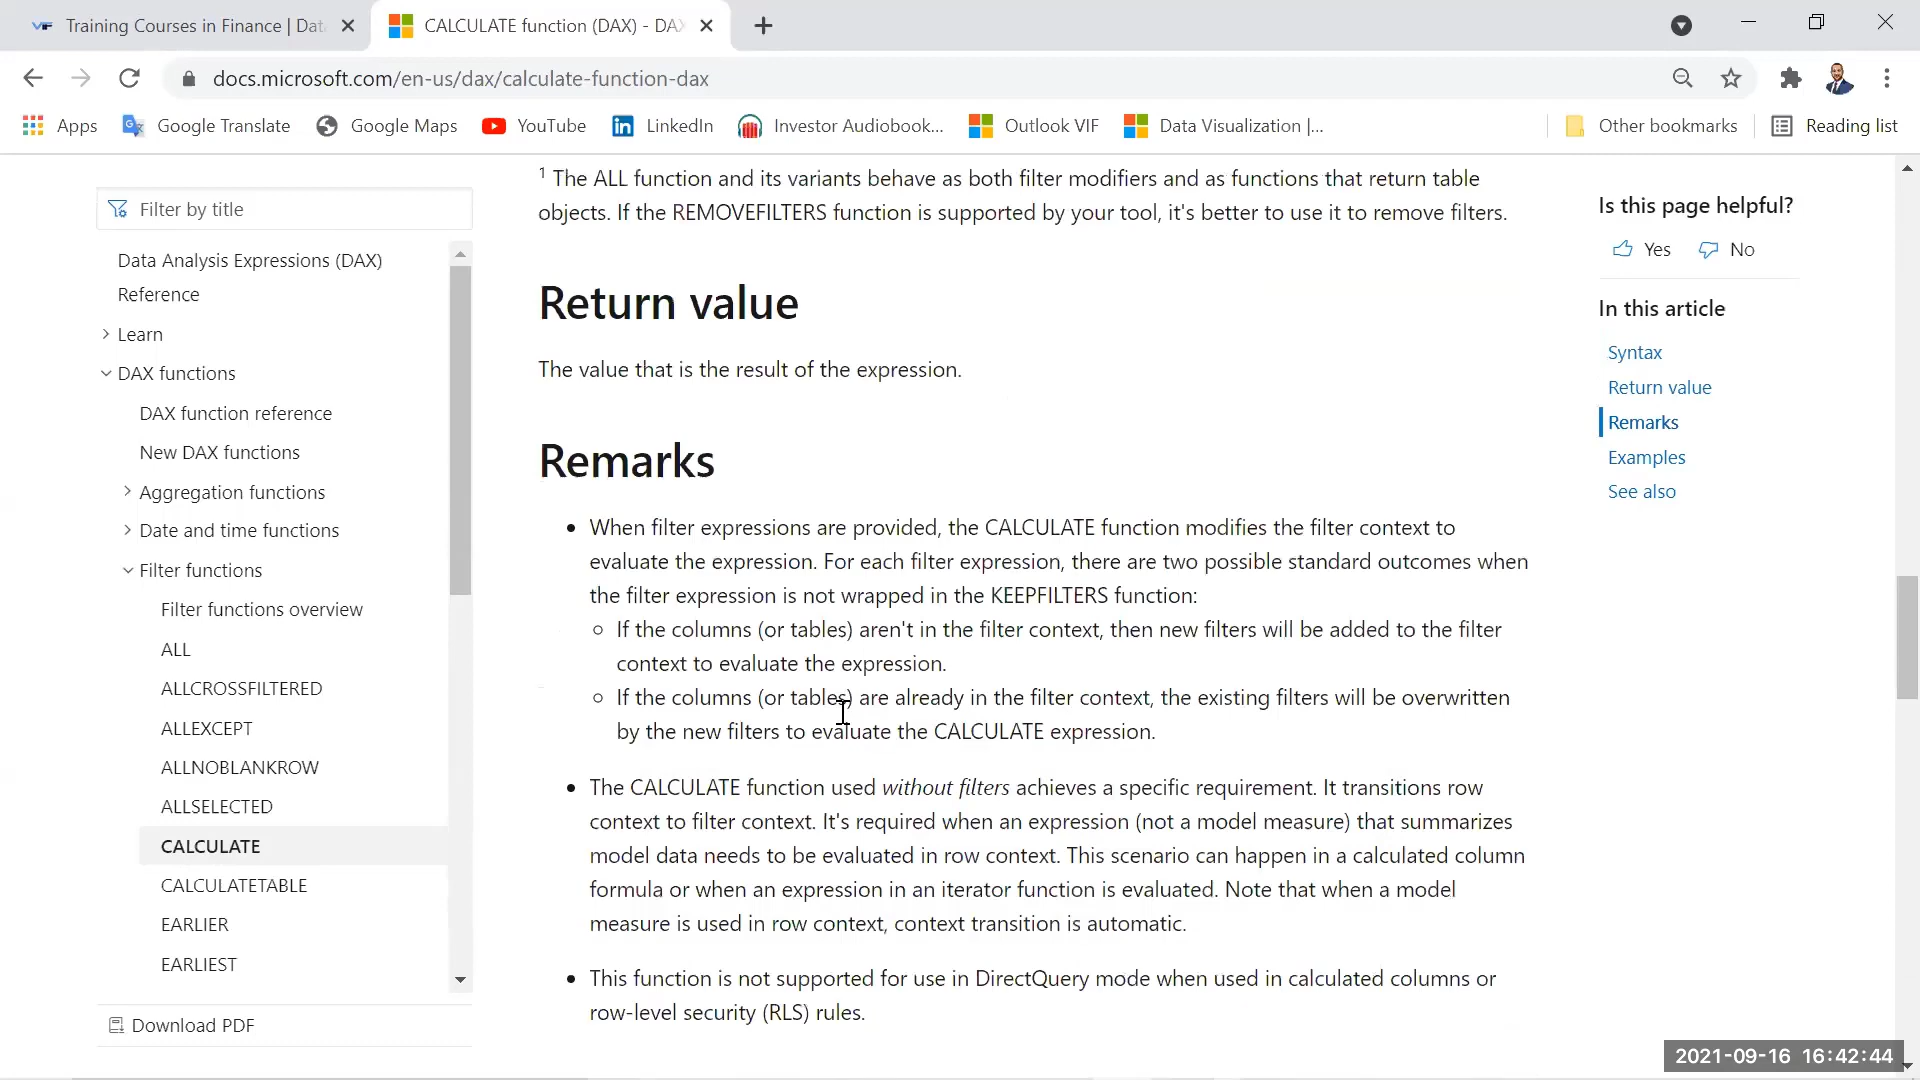 Training Courses in Finance | Dat
CALCULATE function (DAX) - DAX
docs.microsoft.com/en-us/dax/calculate-function-dax
Apps
Google Translate
Google Maps
YouTube
LinkedIn
Investor Audiobook...
Outlook VIF
Data Visualization |...
Other bookmarks
Reading list
Filter by title
Data Analysis Expressions (DAX)
Reference
Learn
DAX functions
DAX function reference
New DAX functions
Aggregation functions
Date and time functions
Filter functions
Filter functions overview
ALL
ALLCROSSFILTERED
ALLEXCEPT
ALLNOBLANKROW
ALLSELECTED
CALCULATE
CALCULATETABLE
EARLIER
EARLIEST
Download PDF
1 The ALL function and its variants behave as both filter modifiers and as functions that return table
objects. If the REMOVEFILTERS function is supported by your tool, it's better to use it to remove filters.
Return value
The value that is the result of the expression.
Remarks
• When filter expressions are provided, the CALCULATE function modifies the filter context to
evaluate the expression. For each filter expression, there are two possible standard outcomes when
the filter expression is not wrapped in the KEEPFILTERS function:
○ If the columns (or tables) aren't in the filter context, then new filters will be added to the filter
context to evaluate the expression.
○ If the columns (or tables) are already in the filter context, the existing filters will be overwritten
by the new filters to evaluate the CALCULATE expression.
• The CALCULATE function used without filters achieves a specific requirement. It transitions row
context to filter context. It's required when an expression (not a model measure) that summarizes
model data needs to be evaluated in row context. This scenario can happen in a calculated column
formula or when an expression in an iterator function is evaluated. Note that when a model
measure is used in row context, context transition is automatic.
• This function is not supported for use in DirectQuery mode when used in calculated columns or
row-level security (RLS) rules.
Is this page helpful?
Yes
No
In this article
Syntax
Return value
Remarks
Examples
See also
2021-09-16 16:42:44